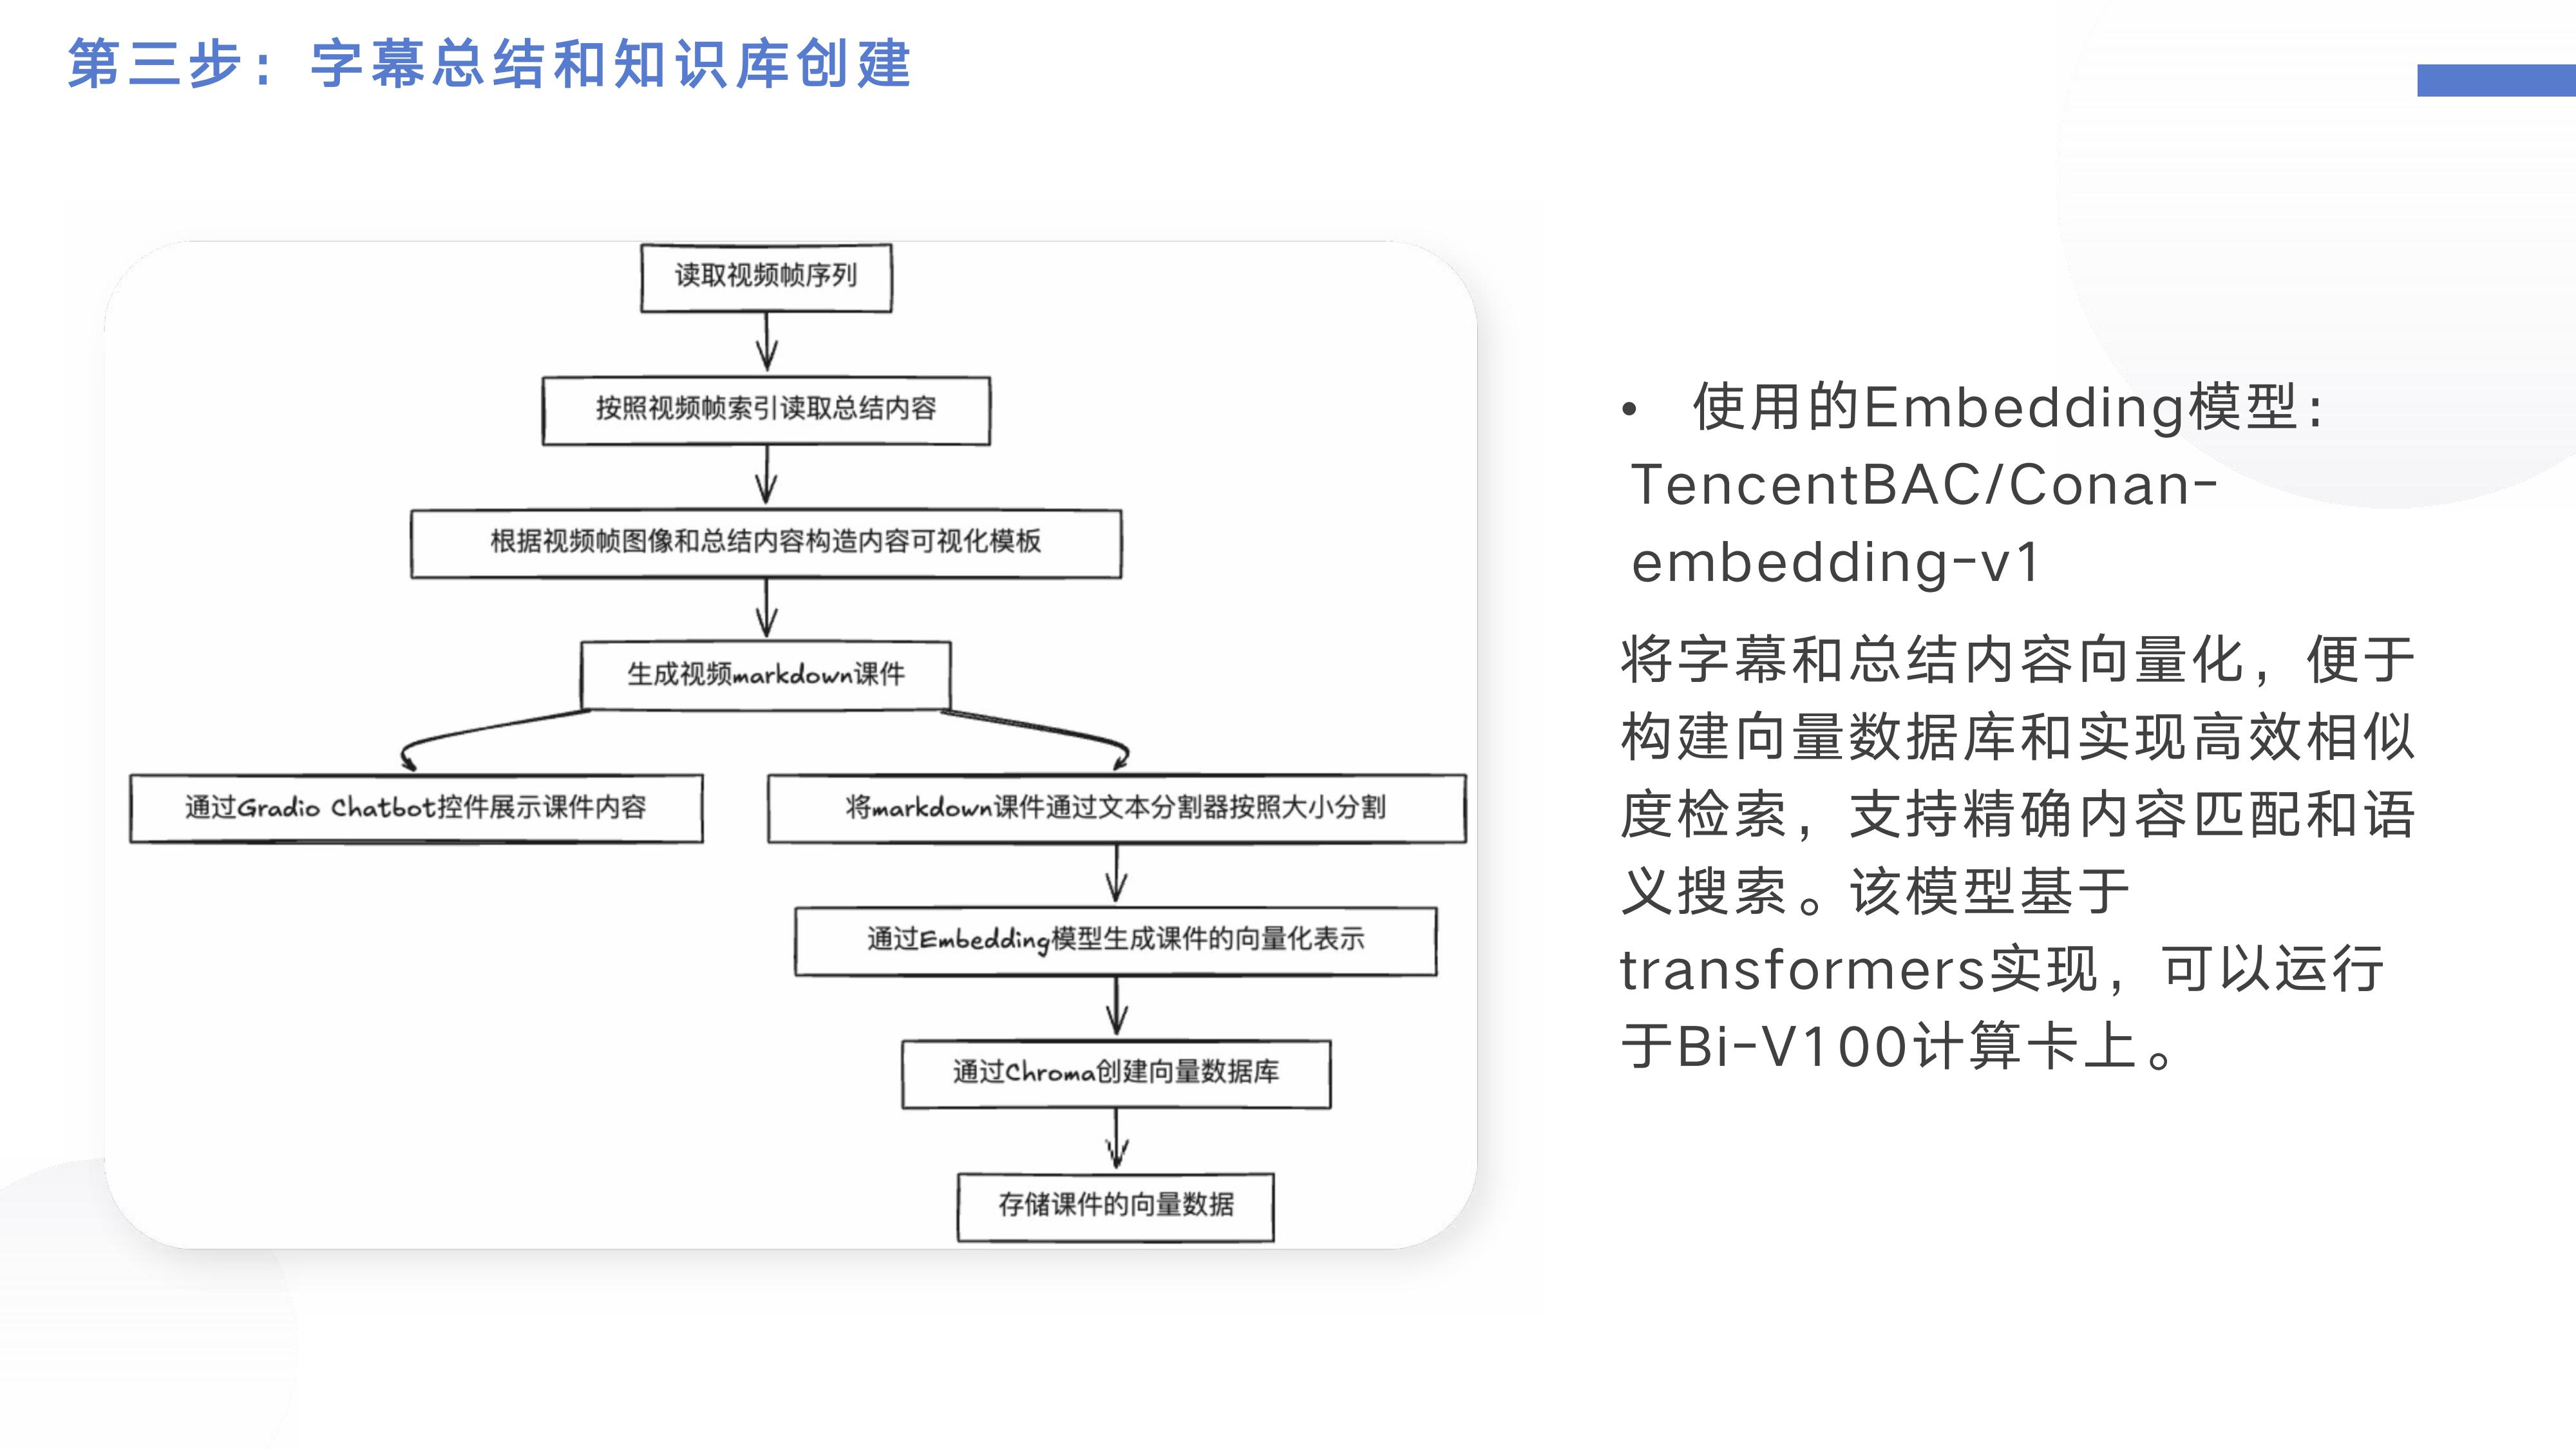 第三步：字幕总结和知识库创建
读取视频帧序列
按照视频帧索引读取总结内容
根据视频帧图像和总结内容构造内容可视化模板
生成视频markdown课件
通过Gradio Chatbot控件展示课件内容
将markdown课件通过文本分割器按照大小分割
通过Embedding模型生成课件的向量化表示
通过Chroma创建向量数据库
存储课件的向量数据
• 使用的Embedding模型：
TencentBAC/Conan-
embedding-v1
将字幕和总结内容向量化，便于
构建向量数据库和实现高效相似
度检索，支持精确内容匹配和语
义搜索。该模型基于
transformers实现，可以运行
于Bi-V100计算卡上。